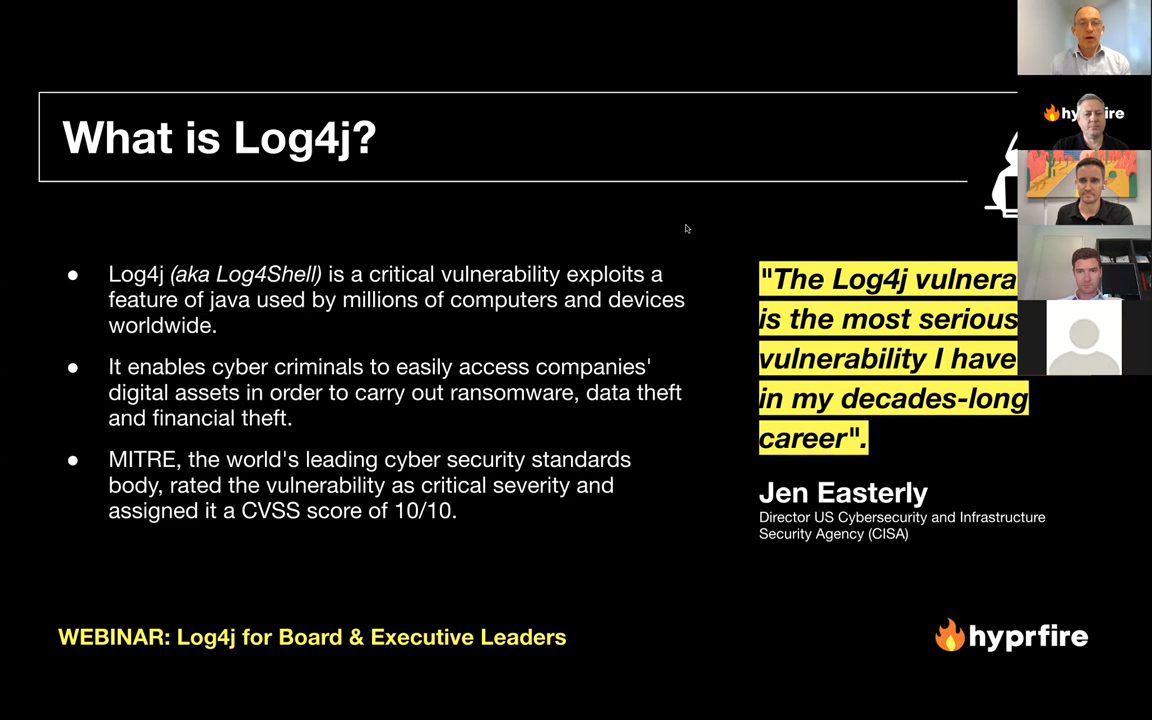 What is Log4j?
● Log4j (aka Log4Shell) is a critical vulnerability exploits a
feature of java used by millions of computers and devices
worldwide.
● It enables cyber criminals to easily access companies'
digital assets in order to carry out ransomware, data theft
and financial theft.
● MITRE, the world's leading cyber security standards
body, rated the vulnerability as critical severity and
assigned it a CVSS score of 10/10.
"The Log4j vulnera
is the most serious
vulnerability I have
in my decades-long
career".
Jen Easterly
Director US Cybersecurity and Infrastructure
Security Agency (CISA)
WEBINAR: Log4j for Board & Executive Leaders
hyprfire